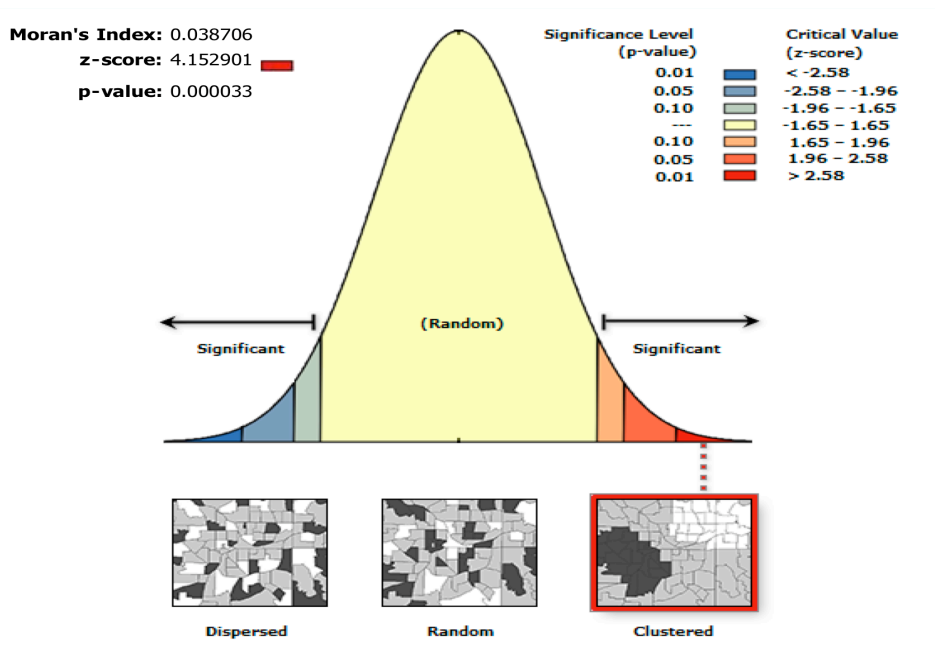 Moran's Index: 0.038706
z-score: 4.152901
p-value: 0.000033
Significance Level
(p-value)
Critical Value
(z-score)
0.01 < -2.58
0.05 -2.58 – -1.96
0.10 -1.96 – -1.65
--- -1.65 – 1.65
0.10 1.65 – 1.96
0.05 1.96 – 2.58
0.01 > 2.58
(Random)
Significant
Significant
Dispersed
Random
Clustered